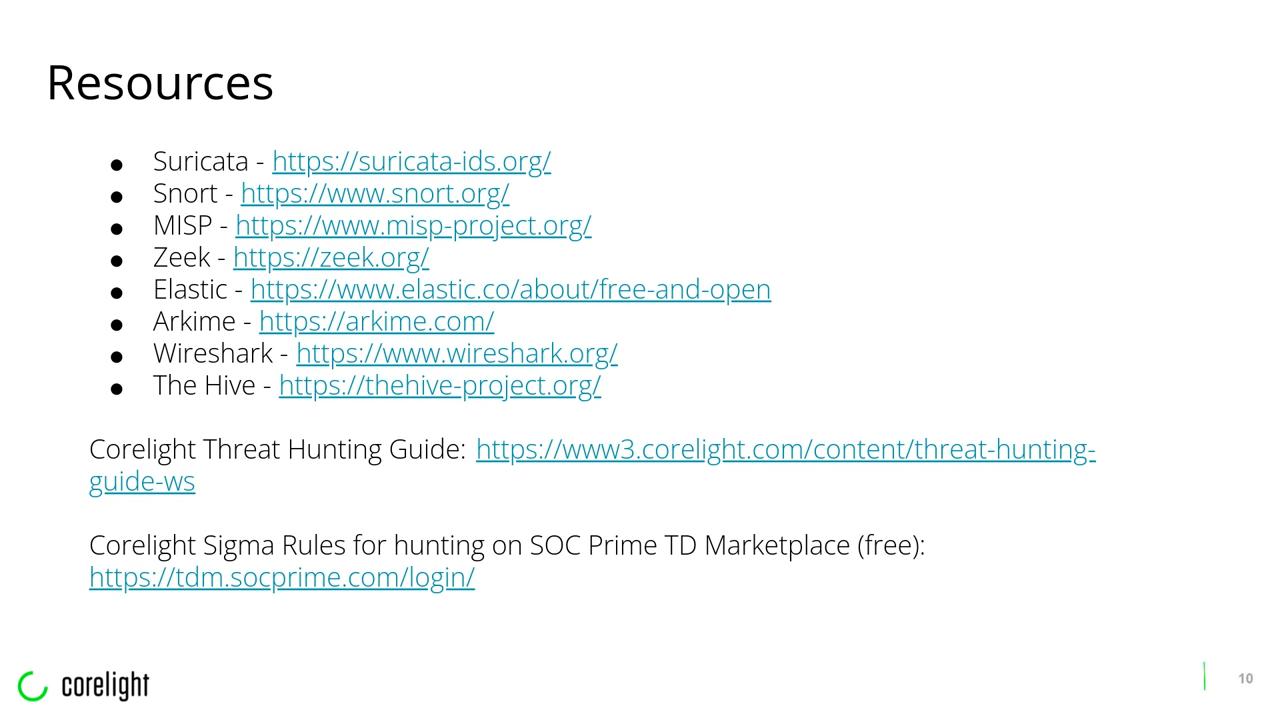 Resources
● Suricata - https://suricata-ids.org/
● Snort - https://www.snort.org/
● MISP - https://www.misp-project.org/
● Zeek - https://zeek.org/
● Elastic - https://www.elastic.co/about/free-and-open
● Arkime - https://arkime.com/
● Wireshark - https://www.wireshark.org/
● The Hive - https://thehive-project.org/
Corelight Threat Hunting Guide: https://www3.corelight.com/content/threat-hunting-
guide-ws
Corelight Sigma Rules for hunting on SOC Prime TD Marketplace (free):
https://tdm.socprime.com/login/
corelight
10